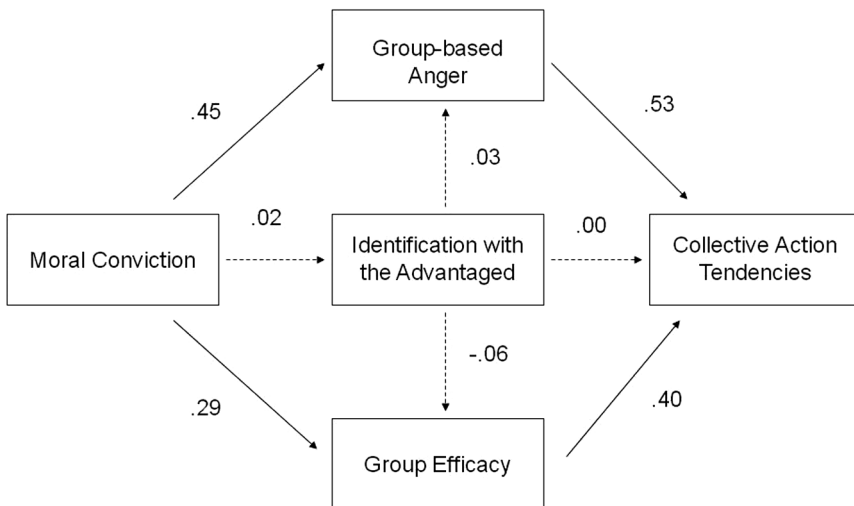 Group-based
Anger
.45
.53
.03
.02
.00
Moral Conviction
Identification with
the Advantaged
Collective Action
Tendencies
-.06
.29
.40
Group Efficacy